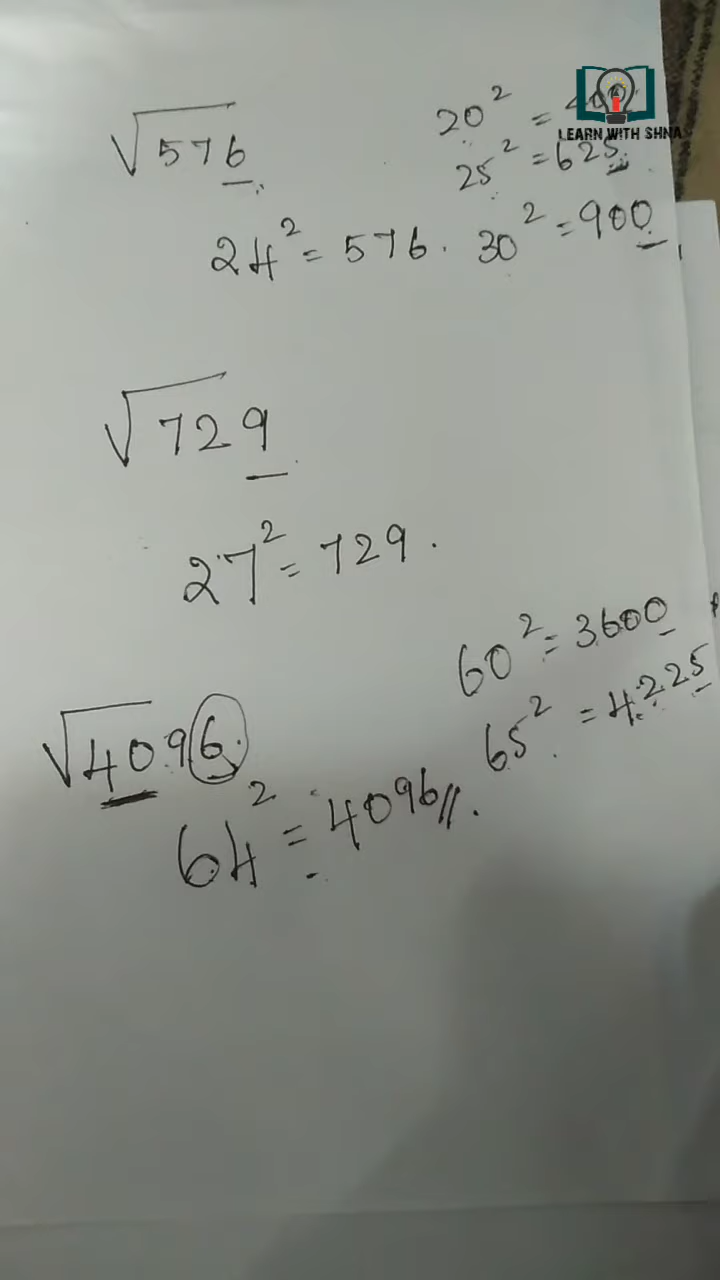 √576
20² = 400
LEARN WITH SHNA
25² = 625
24² = 576. 30² = 900
√729
27² = 729.
60² = 3600
√4096
65² = 4225
64² = 4096//.